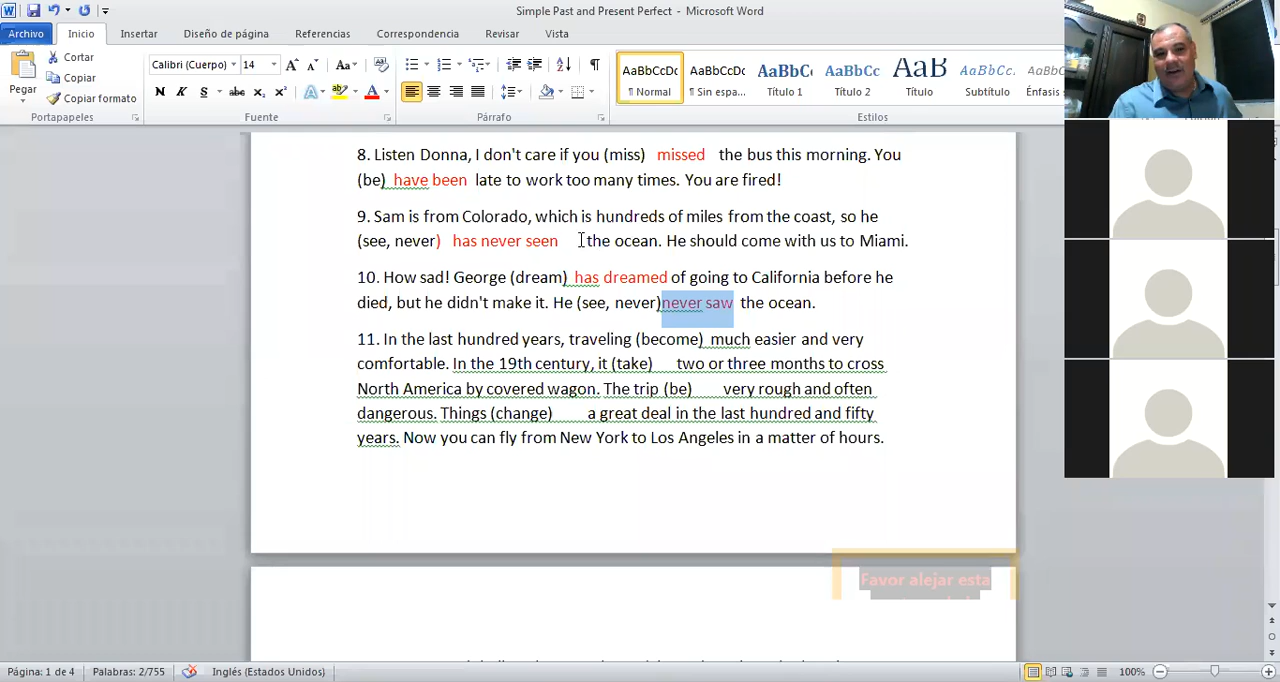 Simple Past and Present Perfect - Microsoft Word
Archivo Inicio Insertar Diseño de página Referencias Correspondencia Revisar Vista
Pegar
Cortar
Copiar
Copiar formato
Portapapeles
Calibri (Cuerpo) 14
Fuente
Párrafo
AaBbCcDc AaBbCcDc AaBbC AaBbCc AaB AaBbCc.
¶ Normal ¶ Sin espa... Título 1 Título 2 Título Subtítulo Énfasis
Estilos
8. Listen Donna, I don't care if you (miss) missed the bus this morning. You
(be) have been late to work too many times. You are fired!
9. Sam is from Colorado, which is hundreds of miles from the coast, so he
(see, never) has never seen the ocean. He should come with us to Miami.
10. How sad! George (dream) has dreamed of going to California before he
died, but he didn't make it. He (see, never)never saw the ocean.
11. In the last hundred years, traveling (become) much easier and very
comfortable. In the 19th century, it (take) two or three months to cross
North America by covered wagon. The trip (be) very rough and often
dangerous. Things (change) a great deal in the last hundred and fifty
years. Now you can fly from New York to Los Angeles in a matter of hours.
Favor alejar esta
Página: 1 de 4 Palabras: 2/755 Inglés (Estados Unidos) 100%